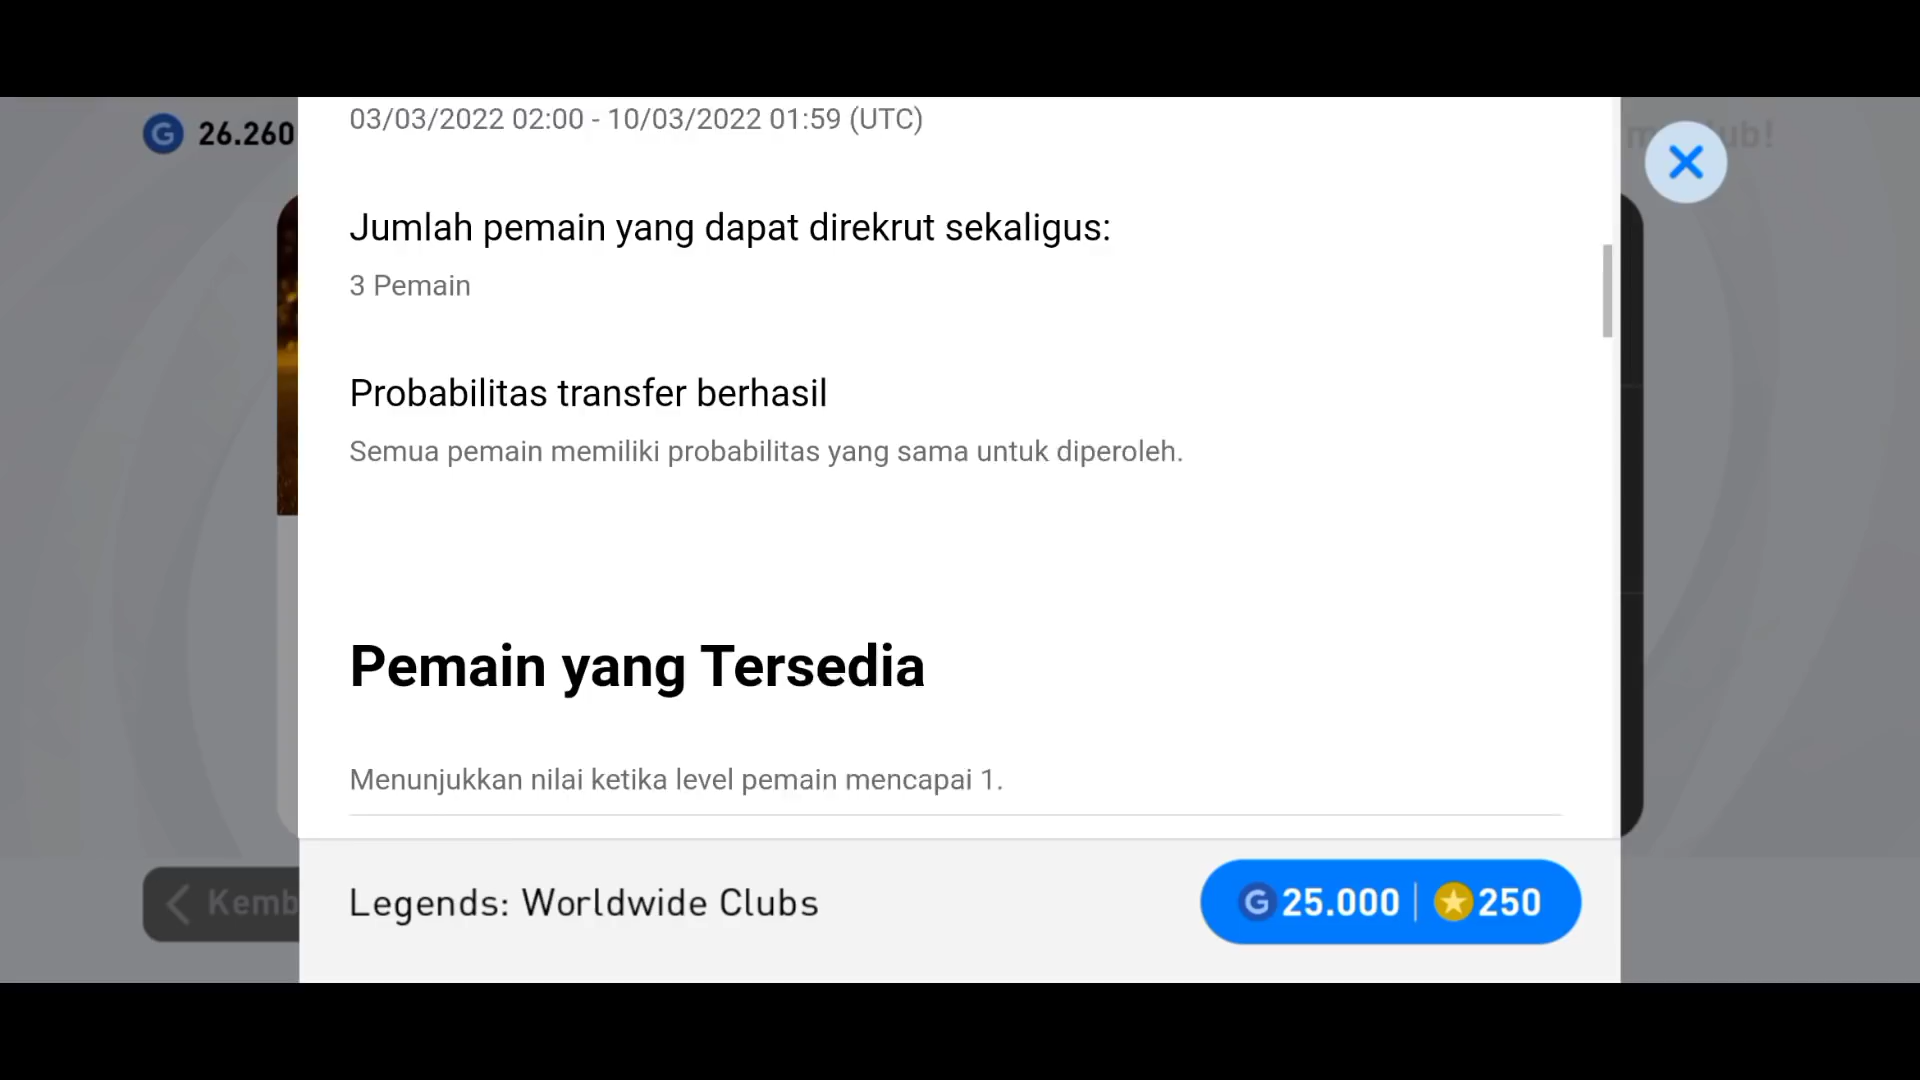 03/03/2022 02:00 - 10/03/2022 01:59 (UTC)
G 26.260
Jumlah pemain yang dapat direkrut sekaligus:
3 Pemain
Probabilitas transfer berhasil
Semua pemain memiliki probabilitas yang sama untuk diperoleh.
Pemain yang Tersedia
Menunjukkan nilai ketika level pemain mencapai 1.
Kemb
Legends: Worldwide Clubs
G 25.000 | 250